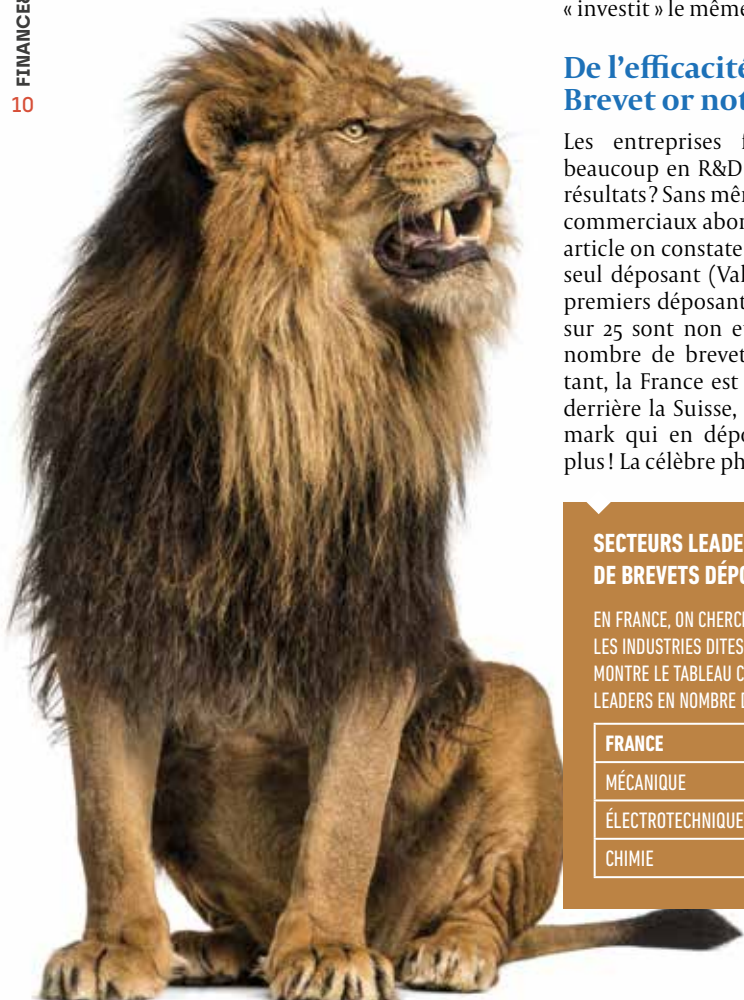 FINANCE&
10
« investit » le même
De l’efficacité
Brevet or not
Les entreprises
beaucoup en R&D
résultats ? Sans mêm
commerciaux abor
article on constate
seul déposant (Val
premiers déposant
sur 25 sont non e
nombre de brevet
tant, la France est
derrière la Suisse,
mark qui en dépo
plus ! La célèbre ph
SECTEURS LEADE
DE BREVETS DÉPO
EN FRANCE, ON CHERCH
LES INDUSTRIES DITES
MONTRE LE TABLEAU C
LEADERS EN NOMBRE D
FRANCE
MÉCANIQUE
ÉLECTROTECHNIQUE
CHIMIE